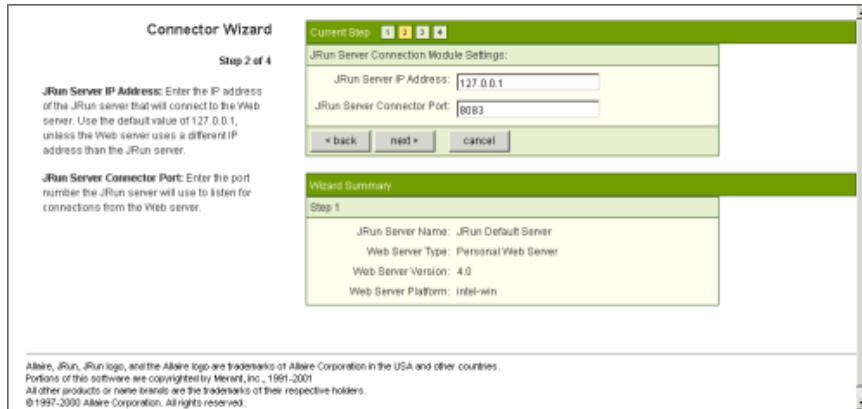 Connector Wizard
Step 2 of 4
JRun Server IP Address: Enter the IP address
of the JRun server that will connect to the Web
server. Use the default value of 127.0.0.1,
unless the Web server uses a different IP
address than the JRun server.
JRun Server Connector Port: Enter the port
number the JRun server will use to listen for
connections from the Web server.
Current Step 1 2 3 4
JRun Server Connection Module Settings:
JRun Server IP Address: 127.0.0.1
JRun Server Connector Port: 8083
« back next » cancel
Wizard Summary
Step 1
JRun Server Name: JRun Default Server
Web Server Type: Personal Web Server
Web Server Version: 4.0
Web Server Platform: intel-win
Allaire, JRun, JRun logo, and the Allaire logo are trademarks of Allaire Corporation in the USA and other countries.
Portions of this software are copyrighted by Merant, Inc., 1991-2001
All other products or name brands are the trademarks of their respective holders.
© 1997-2000 Allaire Corporation. All rights reserved.